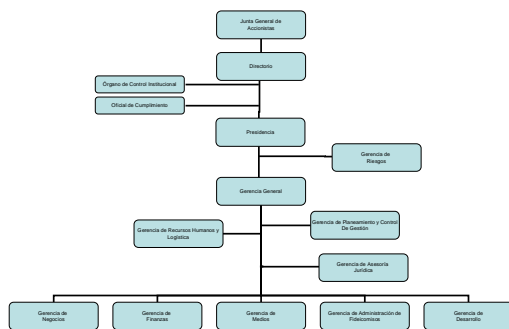 Junta General de
Accionistas
Directorio
Órgano de Control Institucional
Oficial de Cumplimiento
Presidencia
Gerencia de
Riesgos
Gerencia General
Gerencia de Planeamiento y Control
De Gestión
Gerencia de Recursos Humanos y
Logística
Gerencia de Asesoría
Jurídica
Gerencia de
Negocios
Gerencia de
Finanzas
Gerencia de
Medios
Gerencia de Administración de
Fideicomisos
Gerencia de
Desarrollo